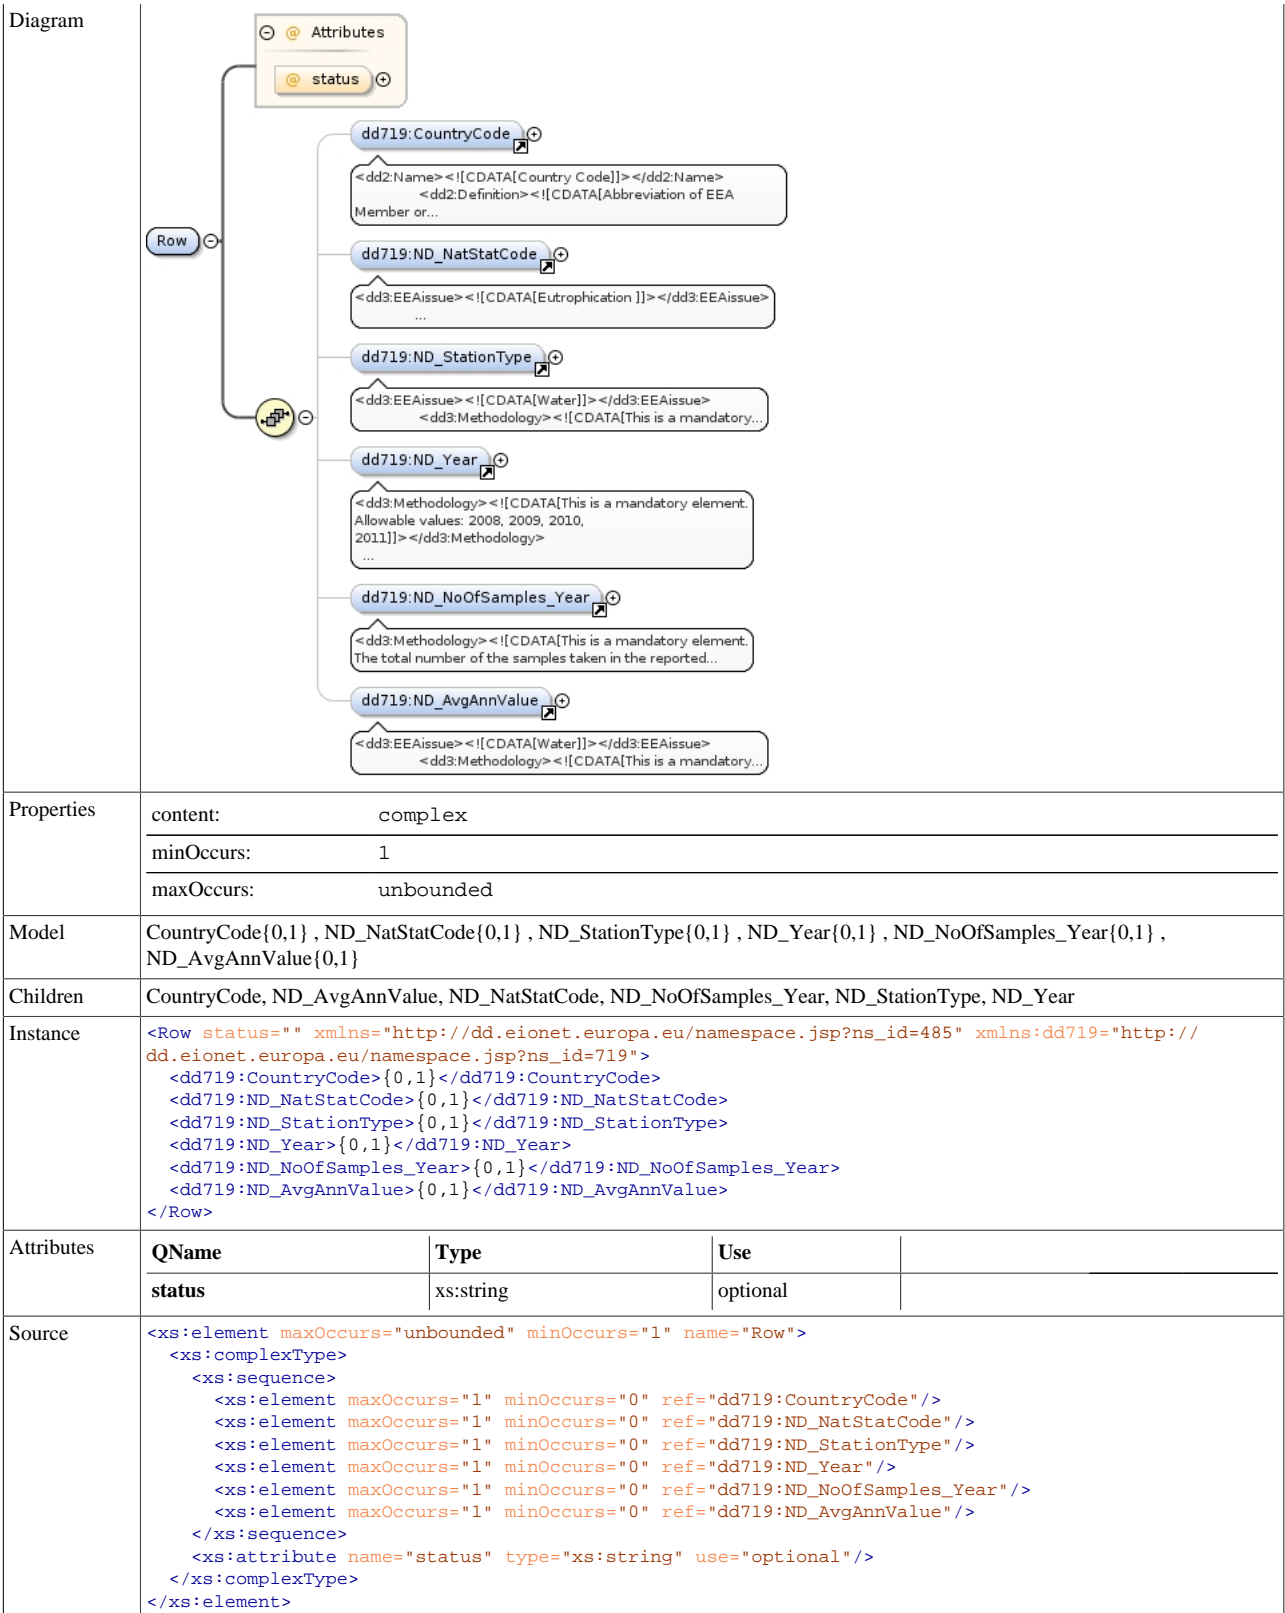 Diagram
Attributes
@ status
dd719:CountryCode
<dd2:Name><![CDATA[Country Code]]></dd2:Name>
<dd2:Definition><![CDATA[Abbreviation of EEA
Member or...
Row
dd719:ND_NatStatCode
<dd3:EEAissue><![CDATA[Eutrophication ]]></dd3:EEAissue>
...
dd719:ND_StationType
<dd3:EEAissue><![CDATA[Water]]></dd3:EEAissue>
<dd3:Methodology><![CDATA[This is a mandatory...
dd719:ND_Year
<dd3:Methodology><![CDATA[This is a mandatory element.
Allowable values: 2008, 2009, 2010,
2011]]></dd3:Methodology>
...
dd719:ND_NoOfSamples_Year
<dd3:Methodology><![CDATA[This is a mandatory element.
The total number of the samples taken in the reported...
dd719:ND_AvgAnnValue
<dd3:EEAissue><![CDATA[Water]]></dd3:EEAissue>
<dd3:Methodology><![CDATA[This is a mandatory...
Properties
content: complex
minOccurs: 1
maxOccurs: unbounded
Model CountryCode{0,1} , ND_NatStatCode{0,1} , ND_StationType{0,1} , ND_Year{0,1} , ND_NoOfSamples_Year{0,1} ,
ND_AvgAnnValue{0,1}
Children CountryCode, ND_AvgAnnValue, ND_NatStatCode, ND_NoOfSamples_Year, ND_StationType, ND_Year
Instance <Row status="" xmlns="http://dd.eionet.europa.eu/namespace.jsp?ns_id=485" xmlns:dd719="http://
dd.eionet.europa.eu/namespace.jsp?ns_id=719">
<dd719:CountryCode>{0,1}</dd719:CountryCode>
<dd719:ND_NatStatCode>{0,1}</dd719:ND_NatStatCode>
<dd719:ND_StationType>{0,1}</dd719:ND_StationType>
<dd719:ND_Year>{0,1}</dd719:ND_Year>
<dd719:ND_NoOfSamples_Year>{0,1}</dd719:ND_NoOfSamples_Year>
<dd719:ND_AvgAnnValue>{0,1}</dd719:ND_AvgAnnValue>
</Row>
Attributes
QName Type Use
status xs:string optional
Source <xs:element maxOccurs="unbounded" minOccurs="1" name="Row">
<xs:complexType>
<xs:sequence>
<xs:element maxOccurs="1" minOccurs="0" ref="dd719:CountryCode"/>
<xs:element maxOccurs="1" minOccurs="0" ref="dd719:ND_NatStatCode"/>
<xs:element maxOccurs="1" minOccurs="0" ref="dd719:ND_StationType"/>
<xs:element maxOccurs="1" minOccurs="0" ref="dd719:ND_Year"/>
<xs:element maxOccurs="1" minOccurs="0" ref="dd719:ND_NoOfSamples_Year"/>
<xs:element maxOccurs="1" minOccurs="0" ref="dd719:ND_AvgAnnValue"/>
</xs:sequence>
<xs:attribute name="status" type="xs:string" use="optional"/>
</xs:complexType>
</xs:element>